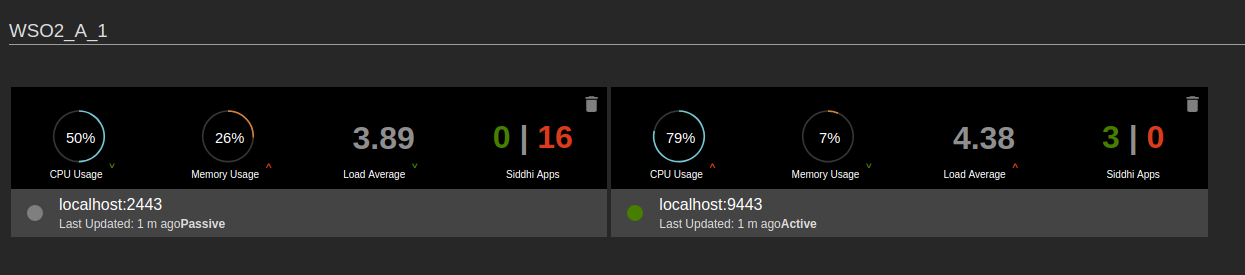 WSO2_A_1
50%
CPU Usage
26%
Memory Usage
3.89
Load Average
0 | 16
Siddhi Apps
localhost:2443
Last Updated: 1 m agoPassive
79%
CPU Usage
7%
Memory Usage
4.38
Load Average
3 | 0
Siddhi Apps
localhost:9443
Last Updated: 1 m agoActive